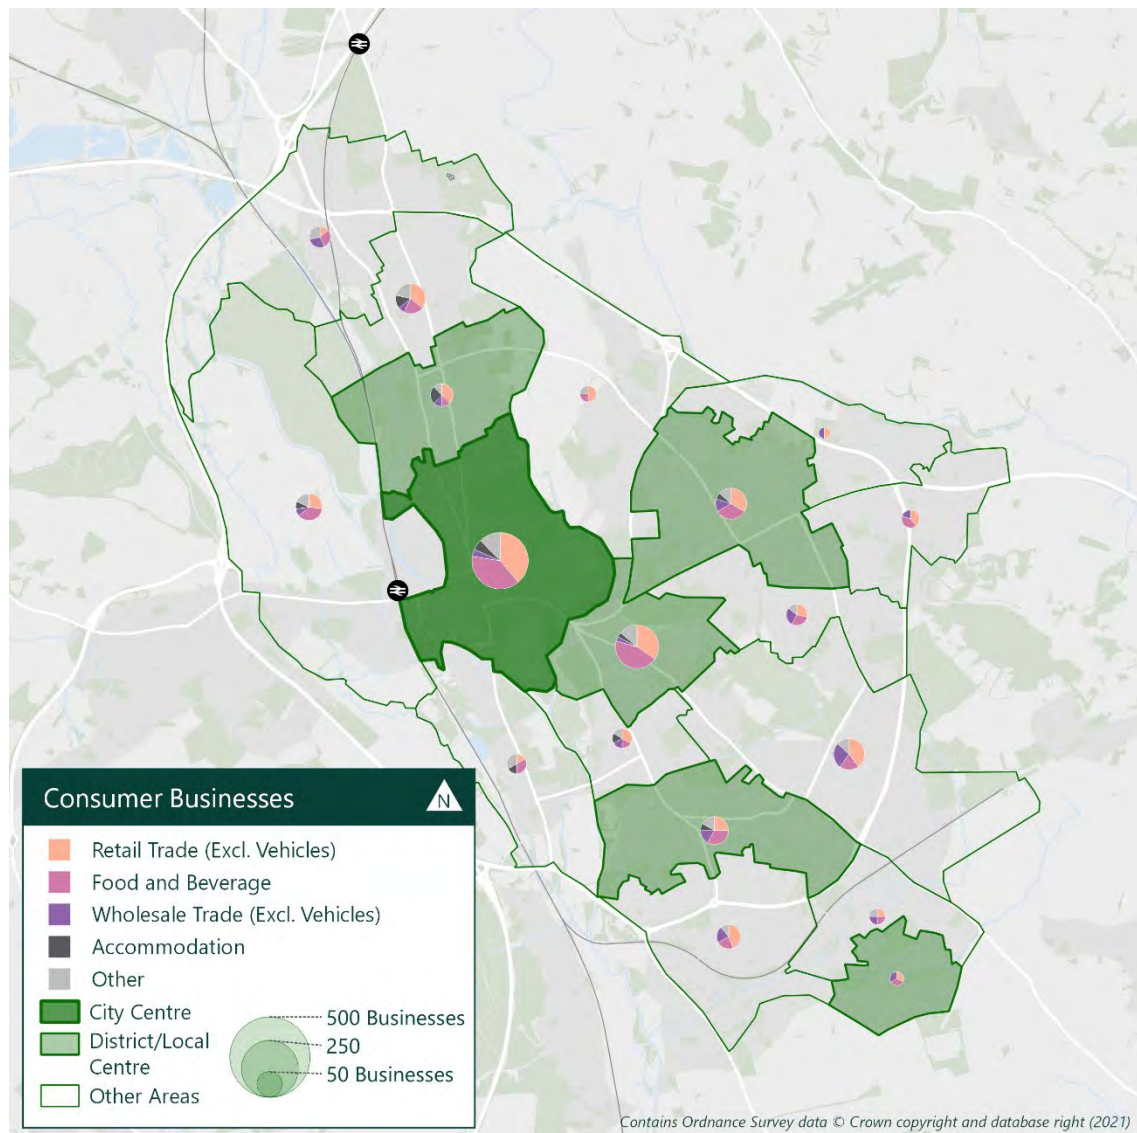 Consumer Businesses
N
Retail Trade (Excl. Vehicles)
Food and Beverage
Wholesale Trade (Excl. Vehicles)
Accommodation
Other
City Centre
District/Local
Centre
Other Areas
500 Businesses
250
50 Businesses
Contains Ordnance Survey data © Crown copyright and database right (2021)